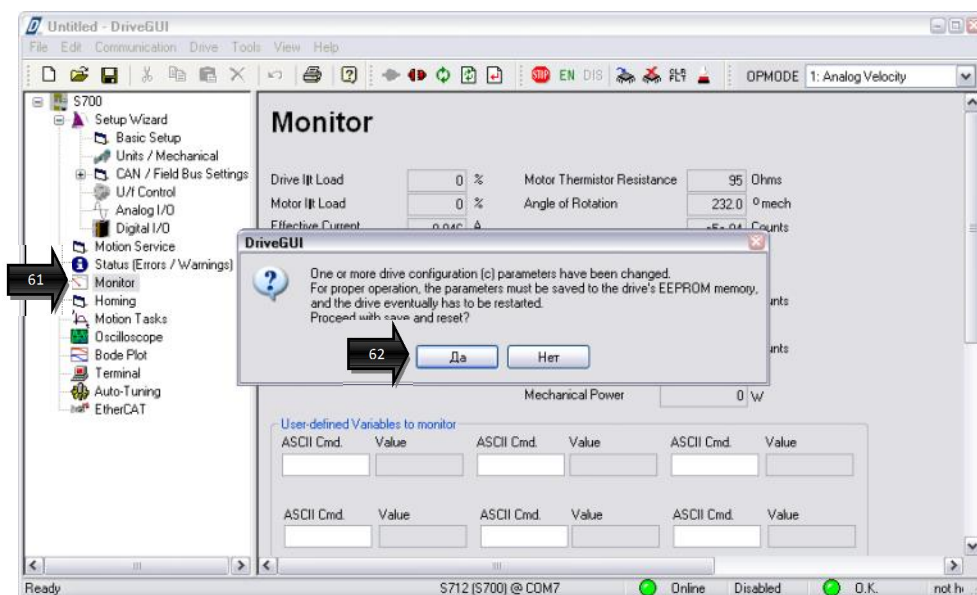 Untitled - DriveGUI
File Edit Communication Drive Tools View Help
STOP EN DIS OPMODE 1: Analog Velocity
S700
Setup Wizard
Basic Setup
Units / Mechanical
CAN / Field Bus Settings
U/f Control
Analog I/O
Digital I/O
Motion Service
Status (Errors / Warnings)
61 Monitor
Homing
Motion Tasks
Oscilloscope
Bode Plot
Terminal
Auto-Tuning
EtherCAT
Monitor
Drive I²t Load 0 % Motor Thermistor Resistance 95 Ohms
Motor I²t Load 0 % Angle of Rotation 232.0 °mech
Effective Current A Counts
DriveGUI
One or more drive configuration (c) parameters have been changed.
For proper operation, the parameters must be saved to the drive's EEPROM memory,
and the drive eventually has to be restarted.
Proceed with save and reset?
62 Да Нет
Mechanical Power 0 W
User-defined Variables to monitor
ASCII Cmd. Value ASCII Cmd. Value ASCII Cmd. Value
ASCII Cmd. Value ASCII Cmd. Value ASCII Cmd. Value
Ready S712 (S700) @ COM7 Online Disabled O.K. not